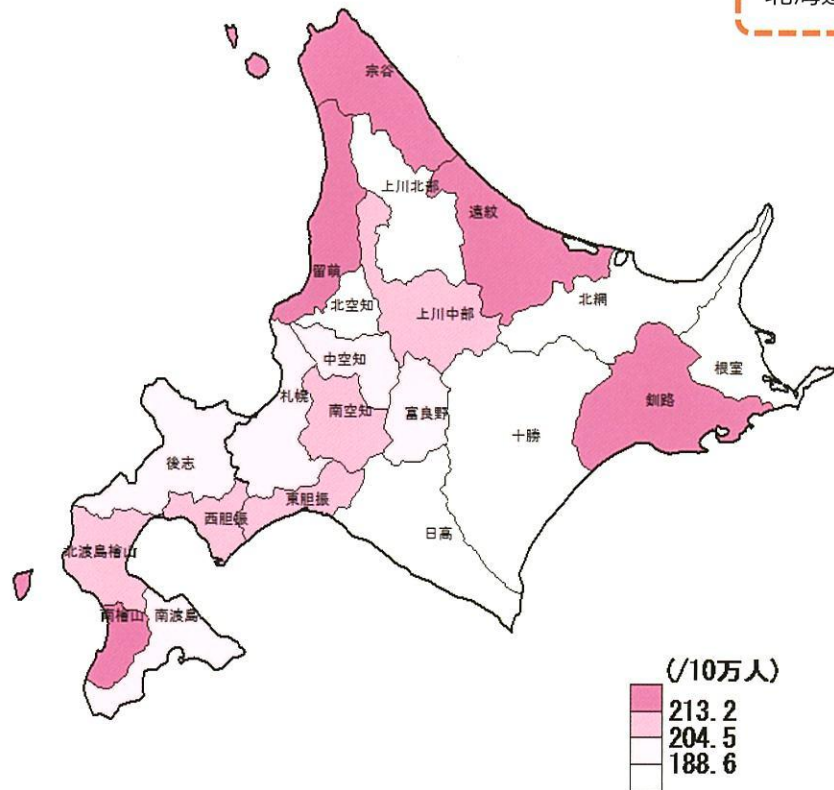 北海道
宗谷
上川北部
遠紋
留萌
北空知
上川中部
北網
中空知
根室
札幌
南空知
富良野
釧路
十勝
後志
東胆振
西胆振
日高
北渡島檜山
南檜山
南渡島
(/10万人)
213.2
204.5
188.6